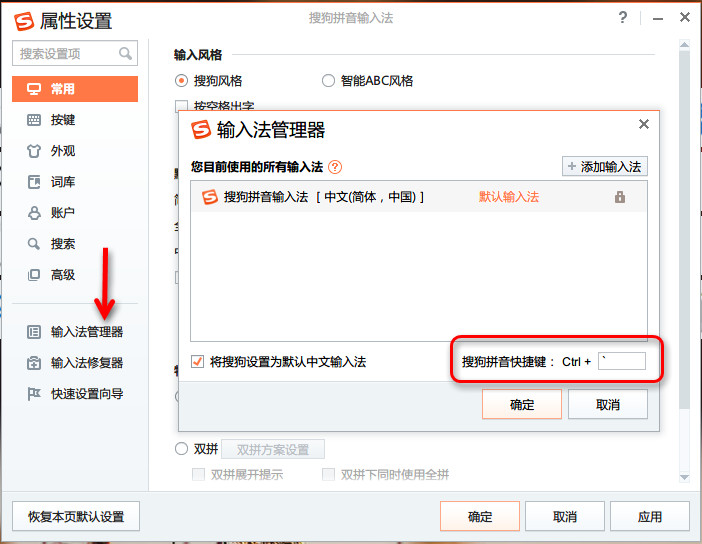 属性设置
搜狗拼音输入法
搜索设置项
常用
按键
外观
词库
账户
搜索
高级
输入法管理器
输入法修复器
快速设置向导
输入风格
搜狗风格
智能ABC风格
按空格出字
输入法管理器
您目前使用的所有输入法
+ 添加输入法
搜狗拼音输入法 [ 中文(简体，中国) ]
默认输入法
将搜狗设置为默认中文输入法
搜狗拼音快捷键： Ctrl + `
确定
取消
双拼
双拼方案设置
双拼展开提示
双拼下同时使用全拼
恢复本页默认设置
确定
取消
应用